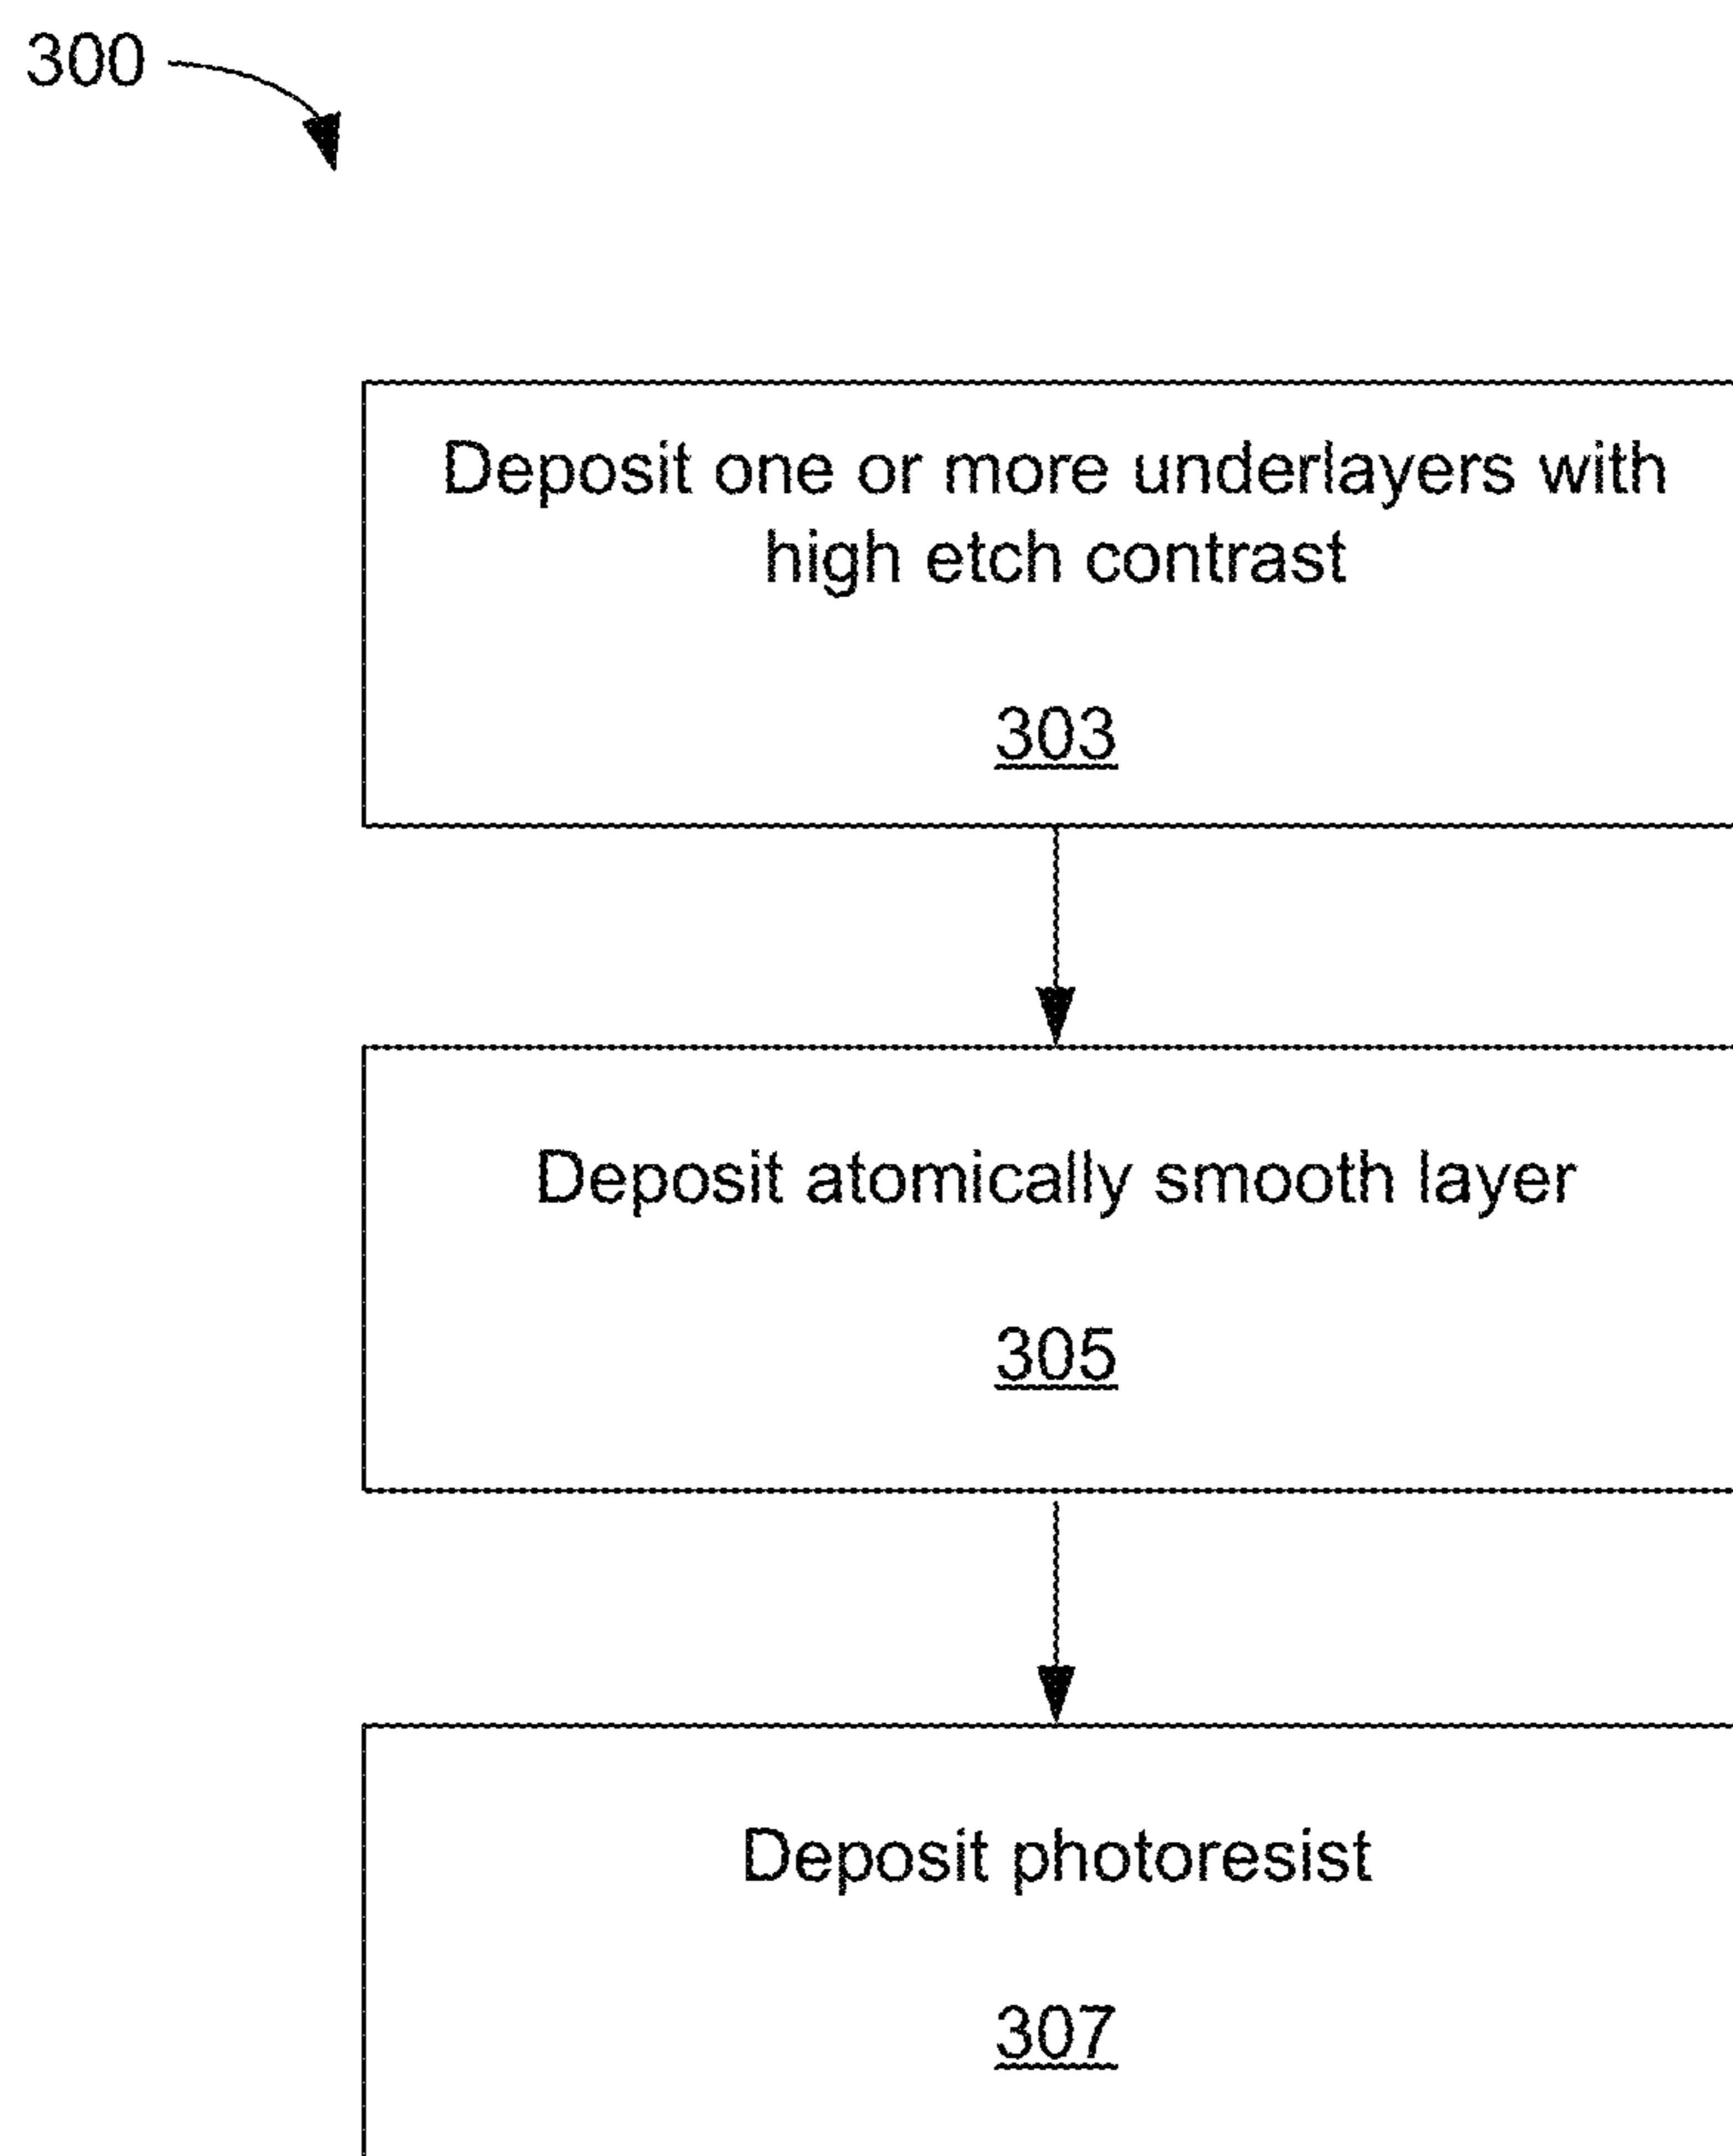 300
Deposit one or more underlayers with
high etch contrast
303
Deposit atomically smooth layer
305
Deposit photoresist
307